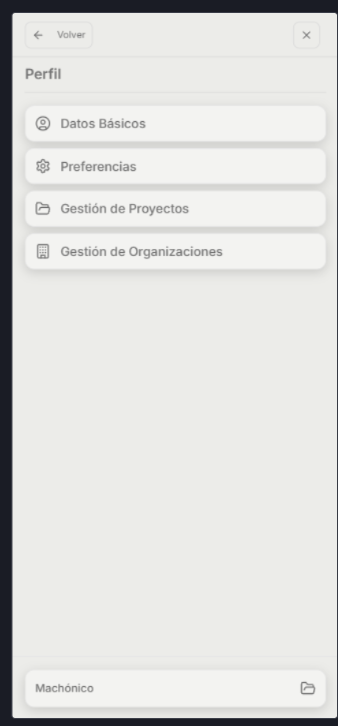 Volver
Perfil
Datos Básicos
Preferencias
Gestión de Proyectos
Gestión de Organizaciones
Machónico